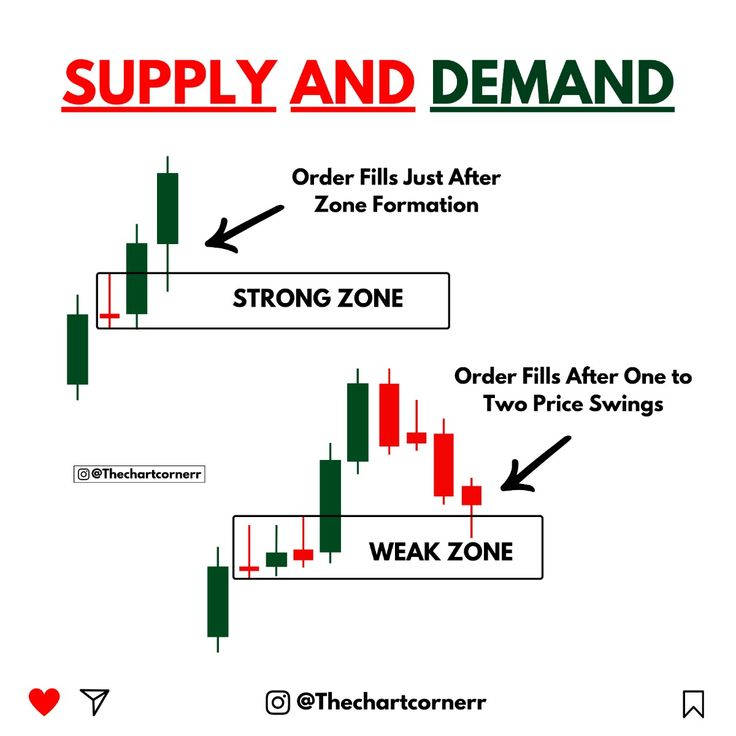 SUPPLY AND DEMAND
Order Fills Just After
Zone Formation
STRONG ZONE
Order Fills After One to
Two Price Swings
@Thechartcornerr
WEAK ZONE
@Thechartcornerr